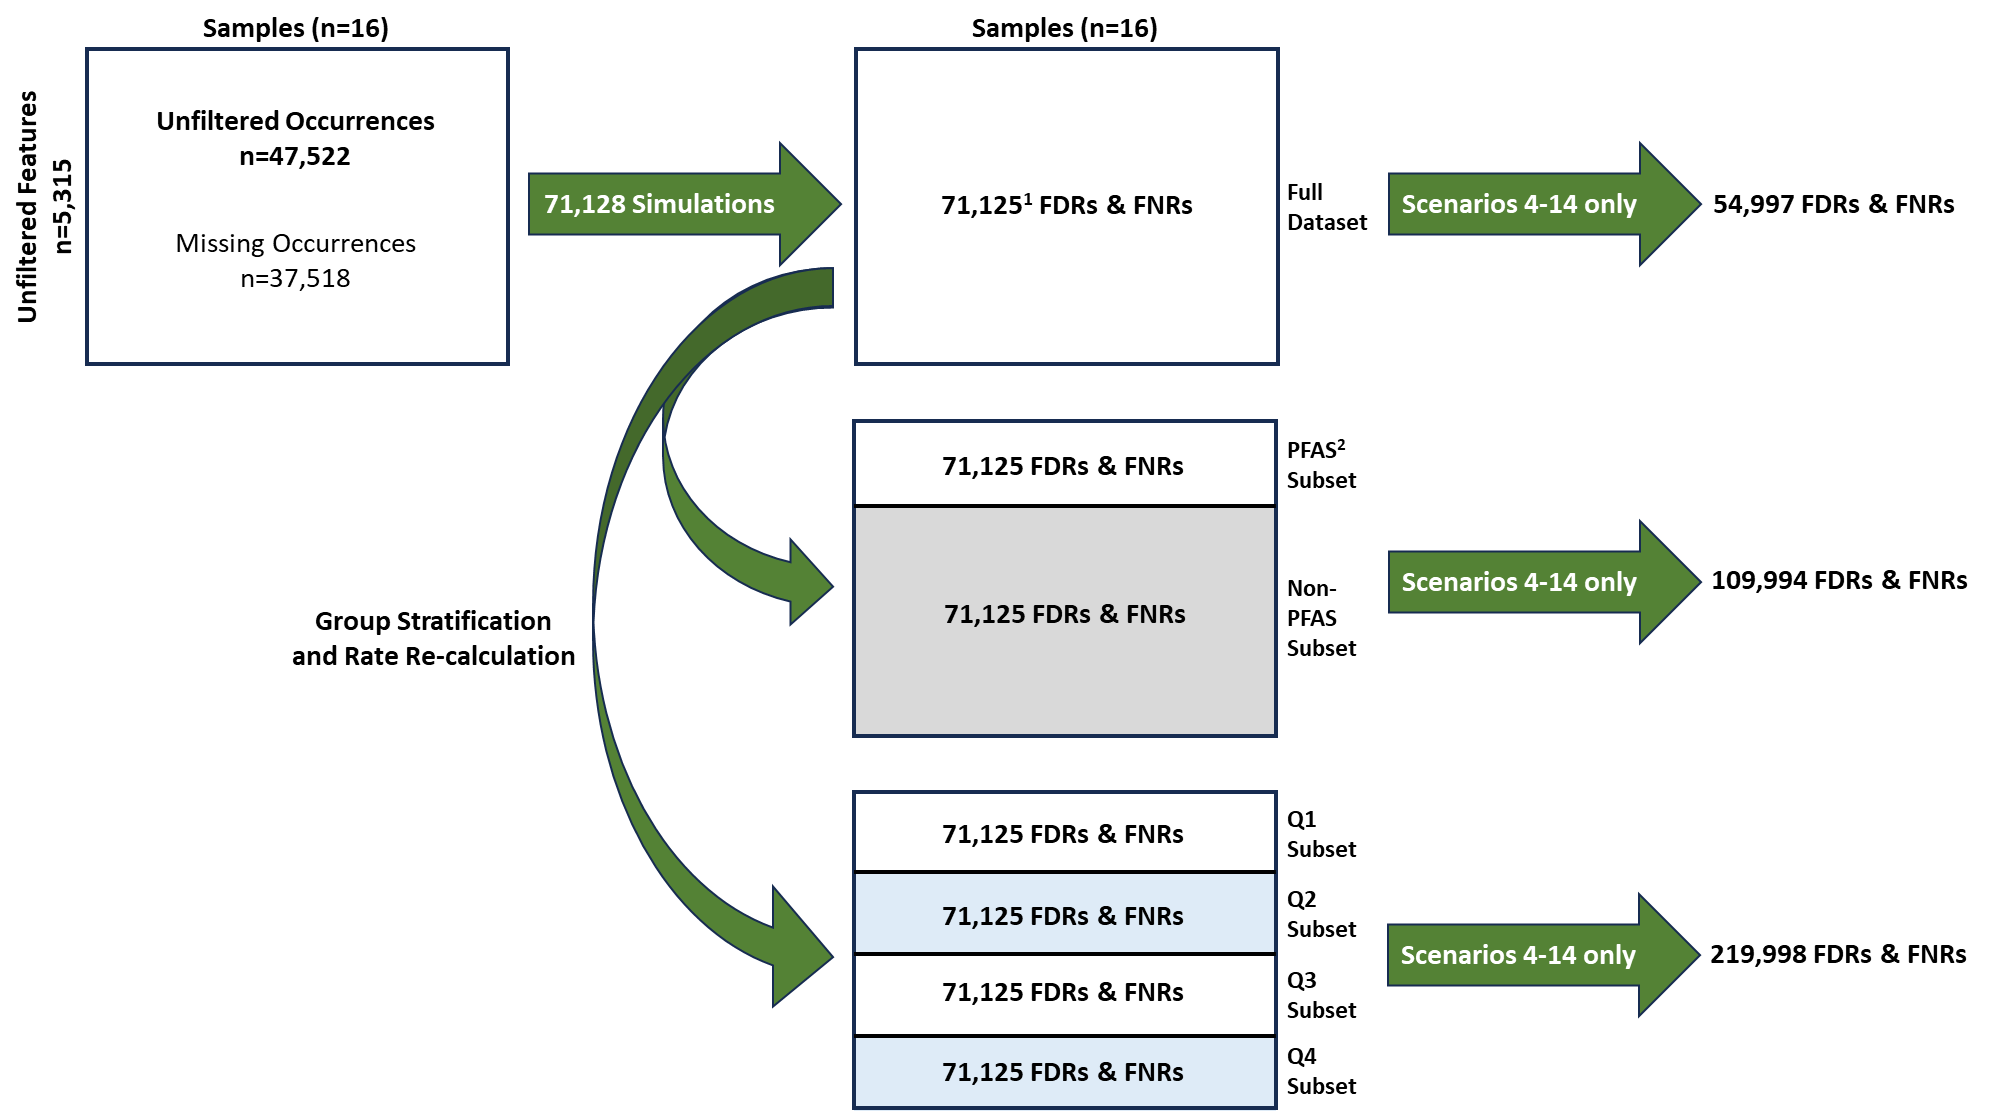 Samples (n=16)
Unfiltered Features
n=5,315
Unfiltered Occurrences
n=47,522
Missing Occurrences
n=37,518
71,128 Simulations
Samples (n=16)
71,125¹ FDRs & FNRs
Full
Dataset
Scenarios 4-14 only
54,997 FDRs & FNRs
Group Stratification
and Rate Re-calculation
71,125 FDRs & FNRs
PFAS²
Subset
71,125 FDRs & FNRs
Non-
PFAS
Subset
Scenarios 4-14 only
109,994 FDRs & FNRs
71,125 FDRs & FNRs
Q1
Subset
71,125 FDRs & FNRs
Q2
Subset
71,125 FDRs & FNRs
Q3
Subset
71,125 FDRs & FNRs
Q4
Subset
Scenarios 4-14 only
219,998 FDRs & FNRs